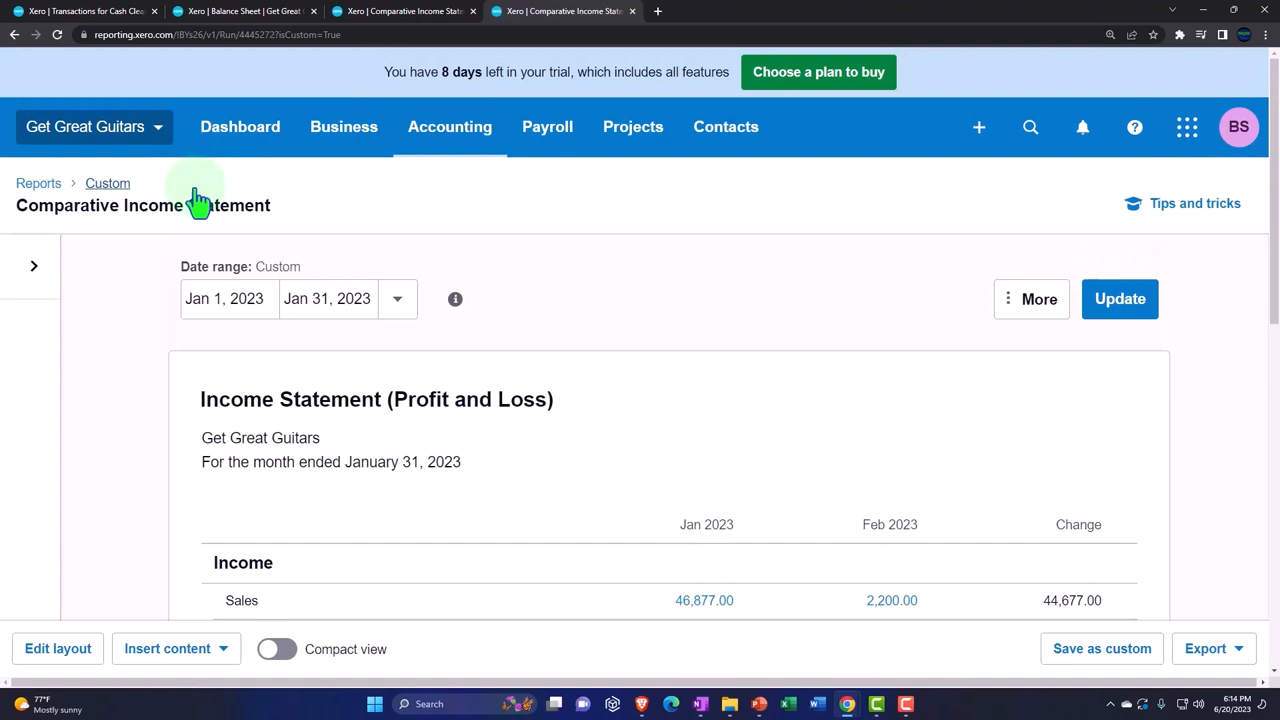 Xero | Transactions for Cash Clear
Xero | Balance Sheet | Get Great G
Xero | Comparative Income State
Xero | Comparative Income State
reporting.xero.com/!BYs26/v1/Run/4445272?isCustom=True
You have 8 days left in your trial, which includes all features
Choose a plan to buy
Get Great Guitars
Dashboard
Business
Accounting
Payroll
Projects
Contacts
BS
Reports
Custom
Comparative Income Statement
Tips and tricks
Date range: Custom
Jan 1, 2023
Jan 31, 2023
More
Update
Income Statement (Profit and Loss)
Get Great Guitars
For the month ended January 31, 2023
Jan 2023 Feb 2023 Change
Income
Sales 46,877.00 2,200.00 44,677.00
Edit layout
Insert content
Compact view
Save as custom
Export
77°F
Mostly sunny
Search
6:14 PM
6/20/2023